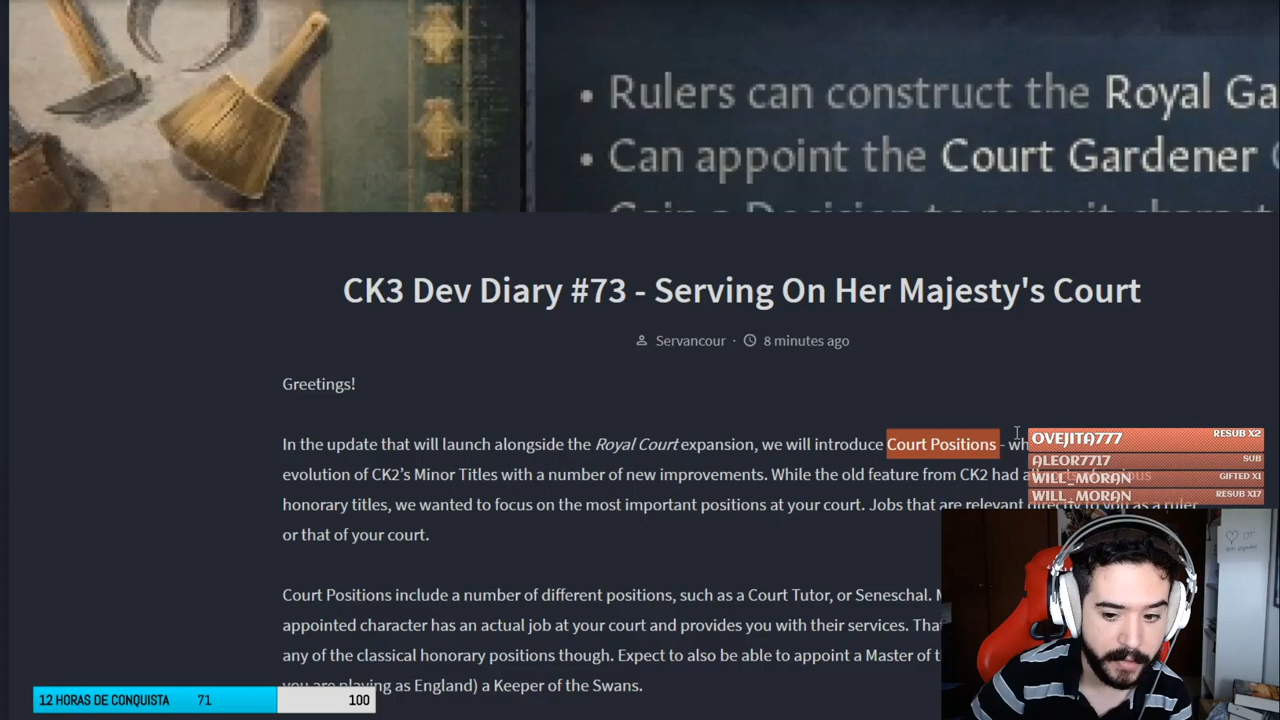 • Rulers can construct the Royal Ga
• Can appoint the Court Gardener
CK3 Dev Diary #73 - Serving On Her Majesty's Court
Servancour · 8 minutes ago
Greetings!
In the update that will launch alongside the Royal Court expansion, we will introduce Court Positions - wh
evolution of CK2's Minor Titles with a number of new improvements. While the old feature from CK2 had a
honorary titles, we wanted to focus on the most important positions at your court. Jobs that are relevant directly to you as a ruler
or that of your court.
Court Positions include a number of different positions, such as a Court Tutor, or Seneschal. M
appointed character has an actual job at your court and provides you with their services. That
any of the classical honorary positions though. Expect to also be able to appoint a Master of t
you are playing as England) a Keeper of the Swans.
OVEJITA777 RESUB X2
ALEOR7717 SUB
WILL_MORAN GIFTED X1
WILL_MORAN RESUB X17
12 HORAS DE CONQUISTA 71 100